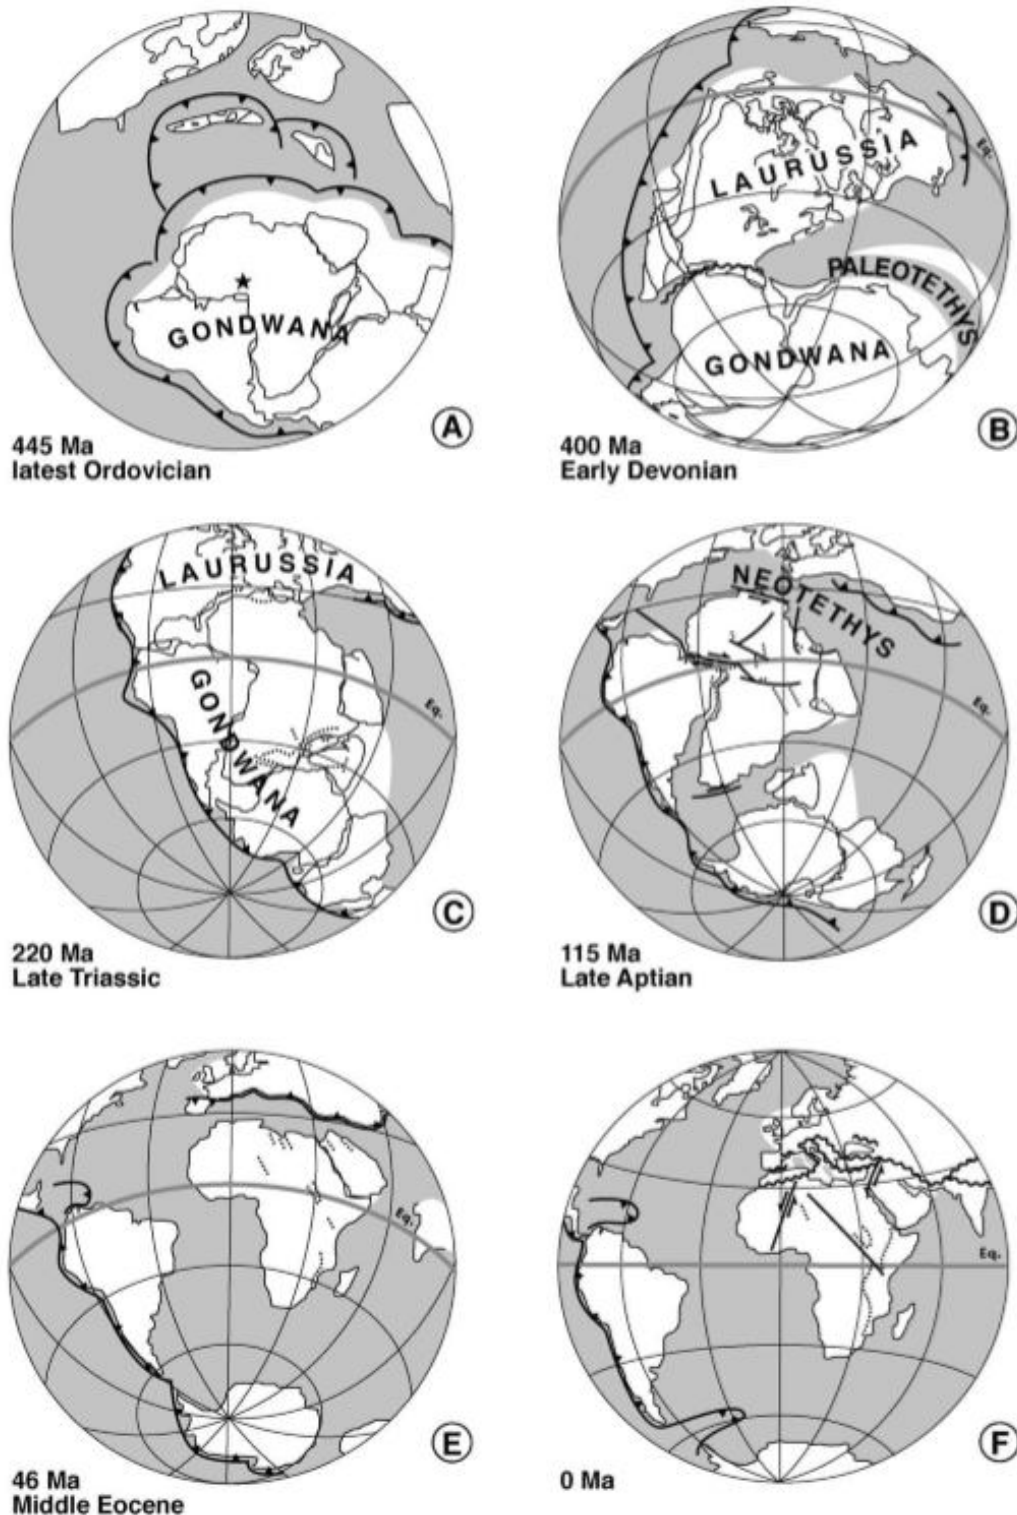 GONDWANA
A
445 Ma
latest Ordovician
LAURUSSIA
Eq.
PALEOTETHYS
GONDWANA
B
400 Ma
Early Devonian
LAURUSSIA
GONDWANA
Eq.
C
220 Ma
Late Triassic
NEOTETHYS
Eq.
D
115 Ma
Late Aptian
Eq.
E
46 Ma
Middle Eocene
Eq.
F
0 Ma